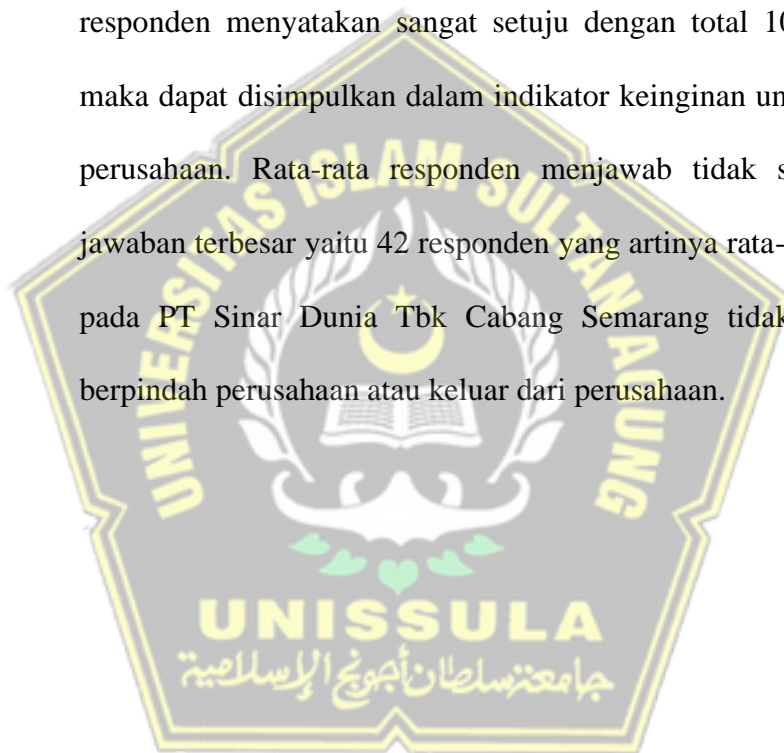 responden menyatakan sangat setuju dengan total
maka dapat disimpulkan dalam indikator keinginan
perusahaan. Rata-rata responden menjawab tidak
jawaban terbesar yaitu 42 responden yang artinya rata-
pada PT Sinar Dunia Tbk Cabang Semarang tidak
berpindah perusahaan atau keluar dari perusahaan.
UNIVERSITAS ISLAM SULTAN AGUNG
UNISSULA
جامعة سلطان أجونج الإسلامية